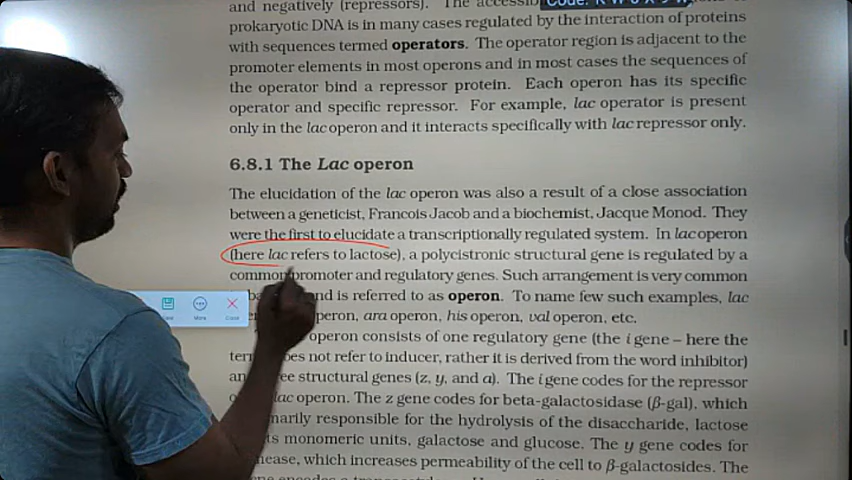 and negatively (repressors). The
prokaryotic DNA is in many cases regulated by the interaction of proteins
with sequences termed operators. The operator region is adjacent to the
promoter elements in most operons and in most cases the sequences of
the operator bind a repressor protein. Each operon has its specific
operator and specific repressor. For example, lac operator is present
only in the lac operon and it interacts specifically with lac repressor only.
6.8.1 The Lac operon
The elucidation of the lac operon was also a result of a close association
between a geneticist, Francois Jacob and a biochemist, Jacque Monod. They
were the first to elucidate a transcriptionally regulated system. In lac operon
(here lac refers to lactose), a polycistronic structural gene is regulated by a
common promoter and regulatory genes. Such arrangement is very common
and is referred to as operon. To name few such examples, lac
operon, ara operon, his operon, val operon, etc.
More
Close
operon consists of one regulatory gene (the i gene – here the
does not refer to inducer, rather it is derived from the word inhibitor)
structural genes (z, y, and a). The i gene codes for the repressor
lac operon. The z gene codes for beta-galactosidase (β-gal), which
responsible for the hydrolysis of the disaccharide, lactose
monomeric units, galactose and glucose. The y gene codes for
which increases permeability of the cell to β-galactosides. The